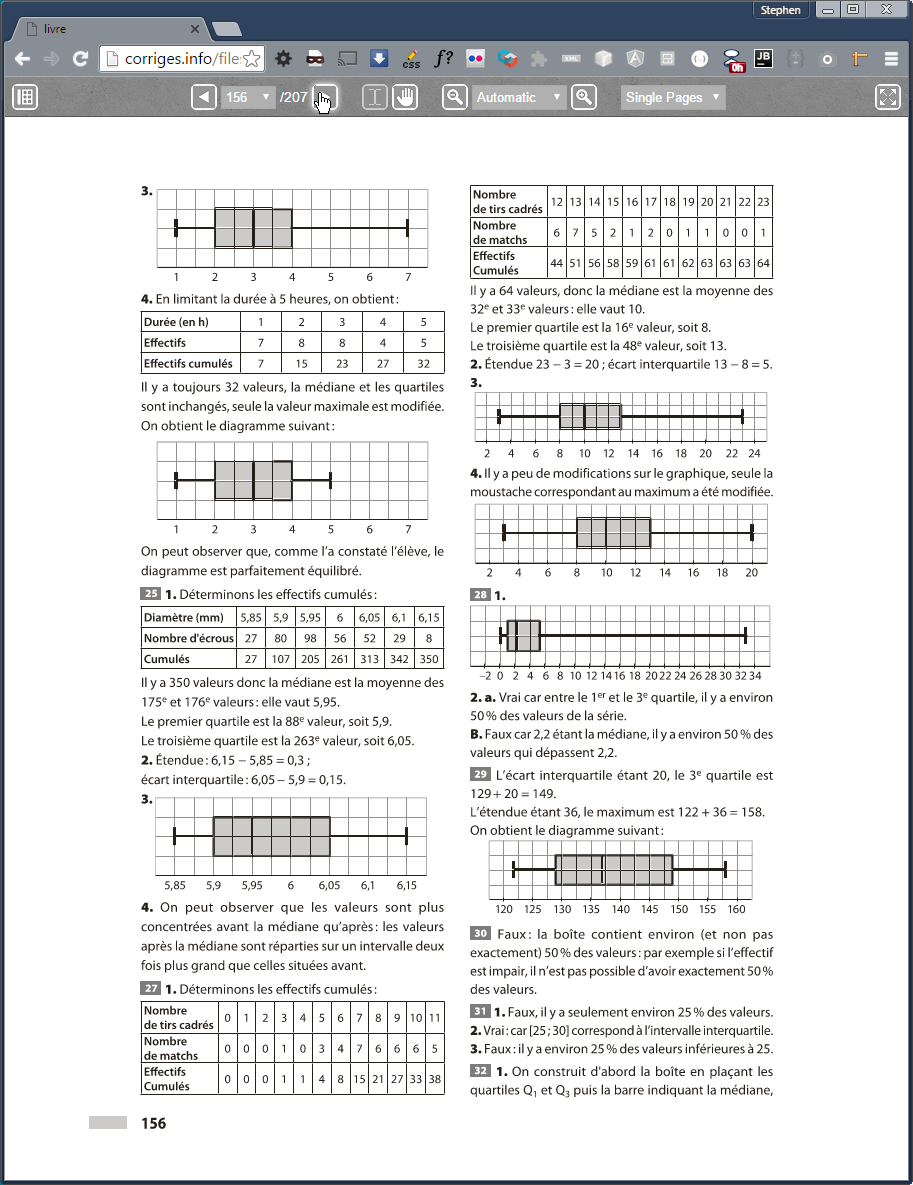 Stephen
livre
corriges.info/file
css
f?
XML
0h
JB
156
/207
Automatic
Single Pages
3.
1 2 3 4 5 6 7
4. En limitant la durée à 5 heures, on obtient :
Durée (en h) 1 2 3 4 5
Effectifs 7 8 8 4 5
Effectifs cumulés 7 15 23 27 32
Il y a toujours 32 valeurs, la médiane et les quartiles
sont inchangés, seule la valeur maximale est modifiée.
On obtient le diagramme suivant :
1 2 3 4 5 6 7
On peut observer que, comme l’a constaté l’élève, le
diagramme est parfaitement équilibré.
25 1. Déterminons les effectifs cumulés :
Diamètre (mm) 5,85 5,9 5,95 6 6,05 6,1 6,15
Nombre d'écrous 27 80 98 56 52 29 8
Cumulés 27 107 205 261 313 342 350
Il y a 350 valeurs donc la médiane est la moyenne des
175e et 176e valeurs : elle vaut 5,95.
Le premier quartile est la 88e valeur, soit 5,9.
Le troisième quartile est la 263e valeur, soit 6,05.
2. Étendue : 6,15 − 5,85 = 0,3 ;
écart interquartile : 6,05 − 5,9 = 0,15.
3.
5,85 5,9 5,95 6 6,05 6,1 6,15
4. On peut observer que les valeurs sont plus
concentrées avant la médiane qu’après : les valeurs
après la médiane sont réparties sur un intervalle deux
fois plus grand que celles situées avant.
27 1. Déterminons les effectifs cumulés :
Nombre
de tirs cadrés 0 1 2 3 4 5 6 7 8 9 10 11
Nombre
de matchs 0 0 0 1 0 3 4 7 6 6 6 5
Effectifs
Cumulés 0 0 0 1 1 4 8 15 21 27 33 38
Nombre
de tirs cadrés 12 13 14 15 16 17 18 19 20 21 22 23
Nombre
de matchs 6 7 5 2 1 2 0 1 1 0 0 1
Effectifs
Cumulés 44 51 56 58 59 61 61 62 63 63 63 64
Il y a 64 valeurs, donc la médiane est la moyenne des
32e et 33e valeurs : elle vaut 10.
Le premier quartile est la 16e valeur, soit 8.
Le troisième quartile est la 48e valeur, soit 13.
2. Étendue 23 − 3 = 20 ; écart interquartile 13 − 8 = 5.
3.
2 4 6 8 10 12 14 16 18 20 22 24
4. Il y a peu de modifications sur le graphique, seule la
moustache correspondant au maximum a été modifiée.
2 4 6 8 10 12 14 16 18 20
28 1.
−2 0 2 4 6 8 10 12 14 16 18 20 22 24 26 28 30 32 34
2. a. Vrai car entre le 1er et le 3e quartile, il y a environ
50 % des valeurs de la série.
B. Faux car 2,2 étant la médiane, il y a environ 50 % des
valeurs qui dépassent 2,2.
29 L’écart interquartile étant 20, le 3e quartile est
129 + 20 = 149.
L’étendue étant 36, le maximum est 122 + 36 = 158.
On obtient le diagramme suivant :
120 125 130 135 140 145 150 155 160
30 Faux : la boîte contient environ (et non pas
exactement) 50 % des valeurs : par exemple si l’effectif
est impair, il n’est pas possible d’avoir exactement 50 %
des valeurs.
31 1. Faux, il y a seulement environ 25 % des valeurs.
2. Vrai : car [25 ; 30] correspond à l’intervalle interquartile.
3. Faux : il y a environ 25 % des valeurs inférieures à 25.
32 1. On construit d'abord la boîte en plaçant les
quartiles Q1 et Q3 puis la barre indiquant la médiane,
156